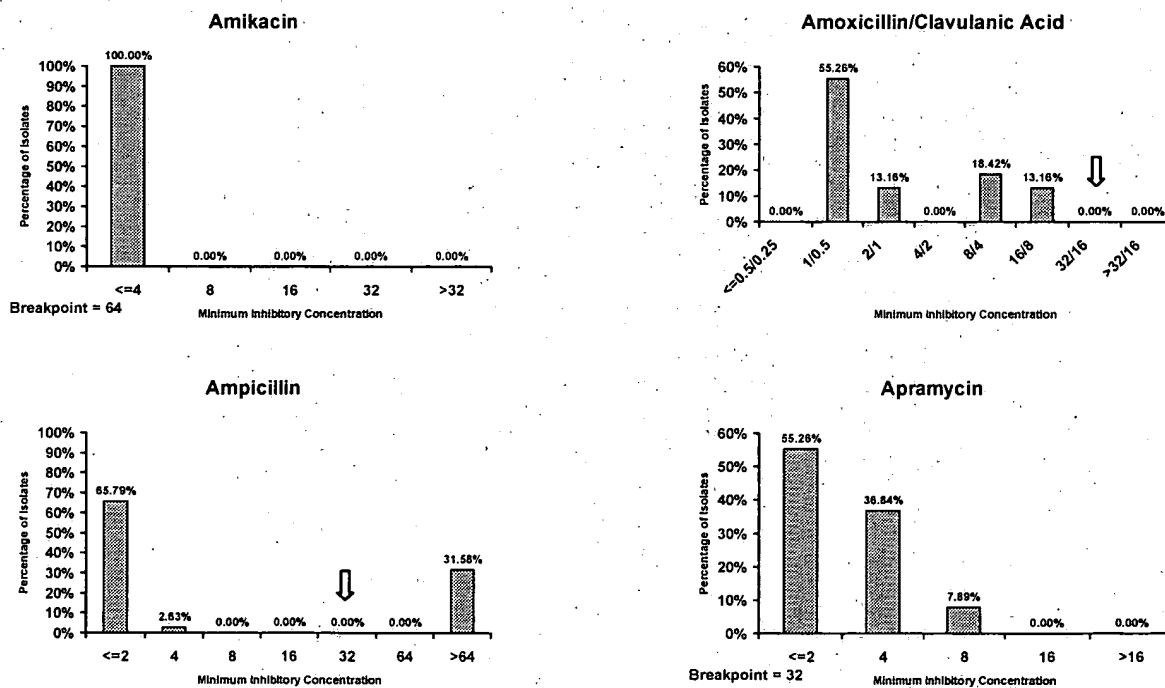 Amikacin
100.00%
100%
90%
80%
70%
60%
50%
40%
30%
20%
10%
0%
Percentage of Isolates
0.00% 0.00% 0.00% 0.00%
<=4 8 16 32 >32
Breakpoint = 64
Minimum Inhibitory Concentration
Amoxicillin/Clavulanic Acid
60%
50%
40%
30%
20%
10%
0%
Percentage of Isolates
0.00% 55.26% 13.16% 0.00% 18.42% 13.16% 0.00% 0.00%
<=0.5/0.25 1/0.5 2/1 4/2 8/4 16/8 32/16 >32/16
Minimum Inhibitory Concentration
Ampicillin
100%
90%
80%
70%
60%
50%
40%
30%
20%
10%
0%
Percentage of Isolates
65.79% 2.63% 0.00% 0.00% 0.00% 0.00% 31.58%
<=2 4 8 16 32 64 >64
Minimum Inhibitory Concentration
Apramycin
60%
50%
40%
30%
20%
10%
0%
Percentage of Isolates
55.26% 36.84% 7.89% 0.00% 0.00%
<=2 4 8 16 >16
Breakpoint = 32
Minimum Inhibitory Concentration